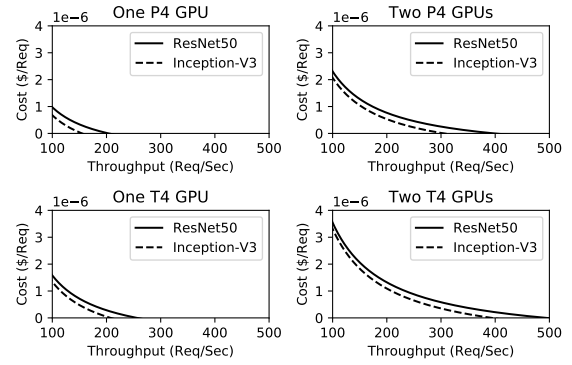 One P4 GPU
1e−6
Cost ($/Req)
4
3
2
1
0
ResNet50
Inception-V3
100 200 300 400 500
Throughput (Req/Sec)
Two P4 GPUs
1e−6
Cost ($/Req)
4
3
2
1
0
ResNet50
Inception-V3
100 200 300 400 500
Throughput (Req/Sec)
One T4 GPU
1e−6
Cost ($/Req)
4
3
2
1
0
ResNet50
Inception-V3
100 200 300 400 500
Throughput (Req/Sec)
Two T4 GPUs
1e−6
Cost ($/Req)
4
3
2
1
0
ResNet50
Inception-V3
100 200 300 400 500
Throughput (Req/Sec)